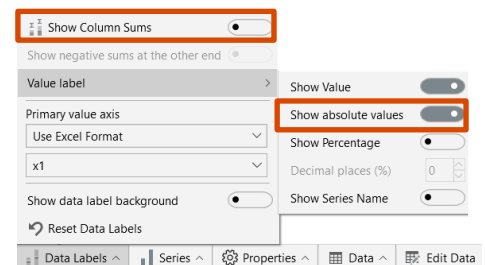 Show Column Sums
Show negative sums at the other end
Value label
Show Value
Primary value axis
Show absolute values
Use Excel Format
Show Percentage
x1
Decimal places (%) 0
Show data label background
Show Series Name
Reset Data Labels
Data Labels Series Properties Data Edit Data